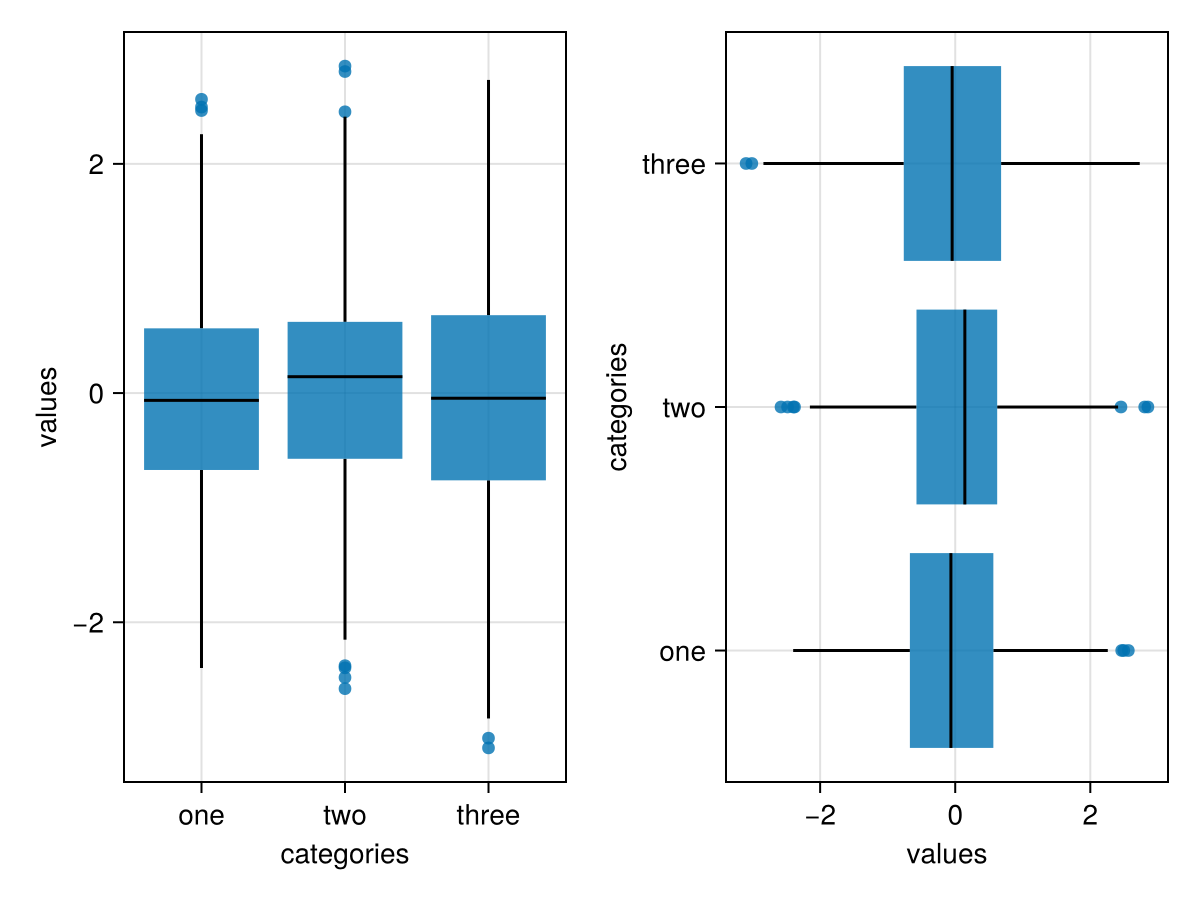 values
2
0
−2
one two three
categories
categories
three
two
one
−2 0 2
values